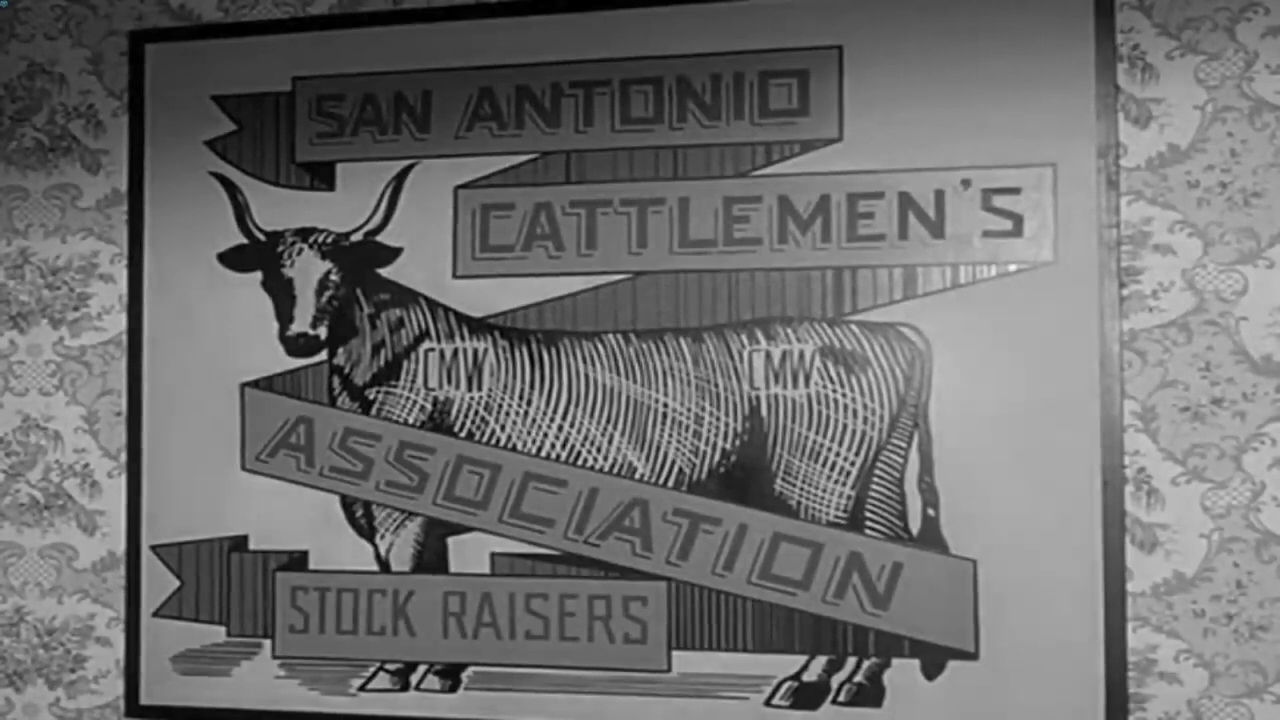 SAN ANTONIO
CATTLEMEN'S
CMW CMW
ASSOCIATION
STOCK RAISERS